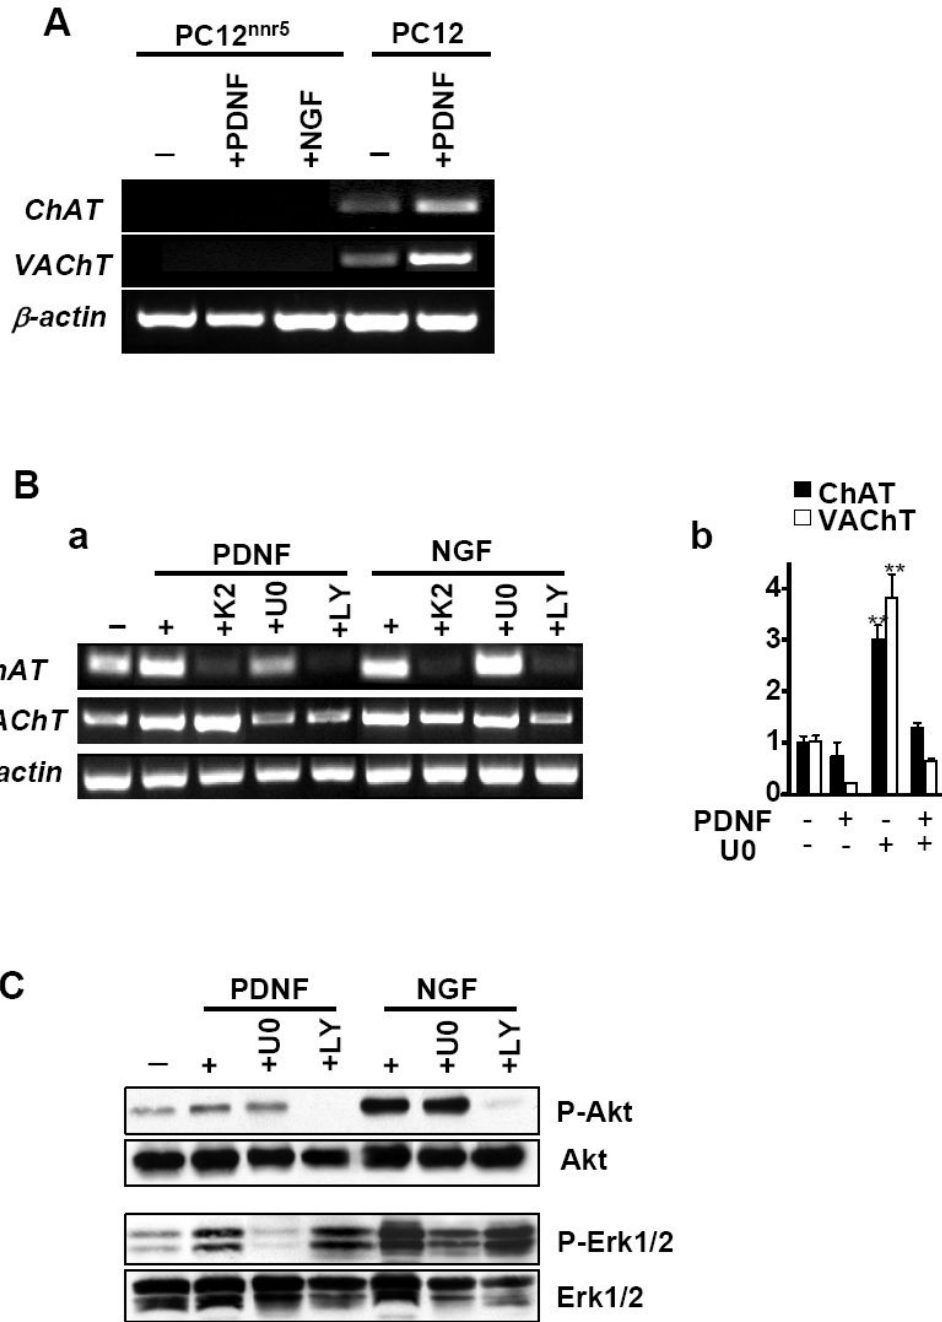 A
PC12nnr5 PC12
– +PDNF +NGF – +PDNF
ChAT
VAChT
β-actin
B
a
PDNF NGF
– + +K2 +U0 +LY + +K2 +U0 +LY
hAT
AChT
actin
b
ChAT
VAChT
4
3
2
1
0
** **
PDNF - + - +
U0 - - + +
C
PDNF NGF
– + +U0 +LY + +U0 +LY
P-Akt
Akt
P-Erk1/2
Erk1/2